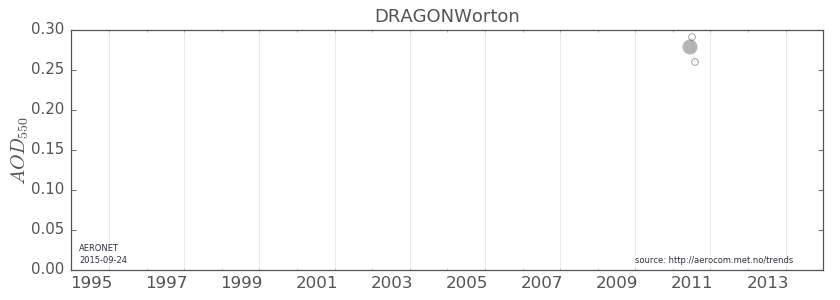 DRAGONWorton
0.30
0.25
0.20
0.15
0.10
0.05
0.00
AOD550
AERONET
2015-09-24
source: http://aerocom.met.no/trends
1995 1997 1999 2001 2003 2005 2007 2009 2011 2013